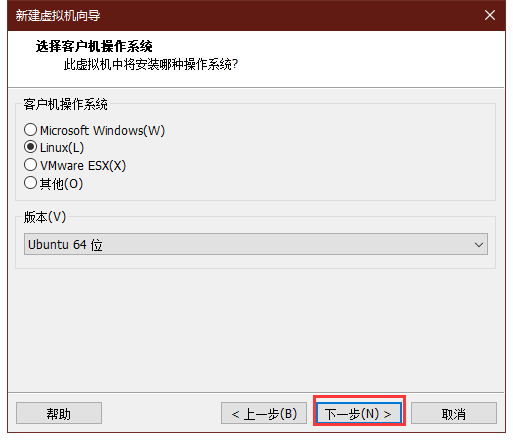 新建虚拟机向导
选择客户机操作系统
此虚拟机中将安装哪种操作系统?
客户机操作系统
Microsoft Windows(W)
Linux(L)
VMware ESX(X)
其他(O)
版本(V)
Ubuntu 64 位
帮助
< 上一步(B)
下一步(N) >
取消